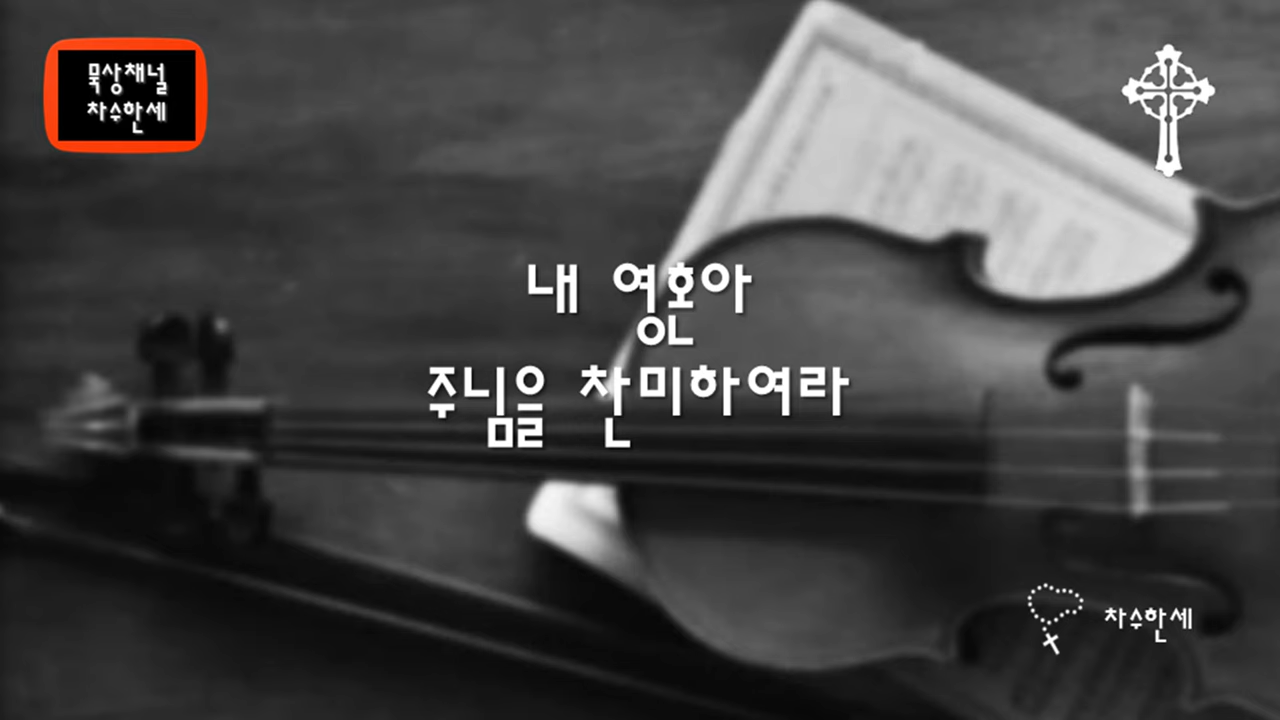 묵상채널
차수한세
내 영혼아
주님을 찬미하여라
차수한세